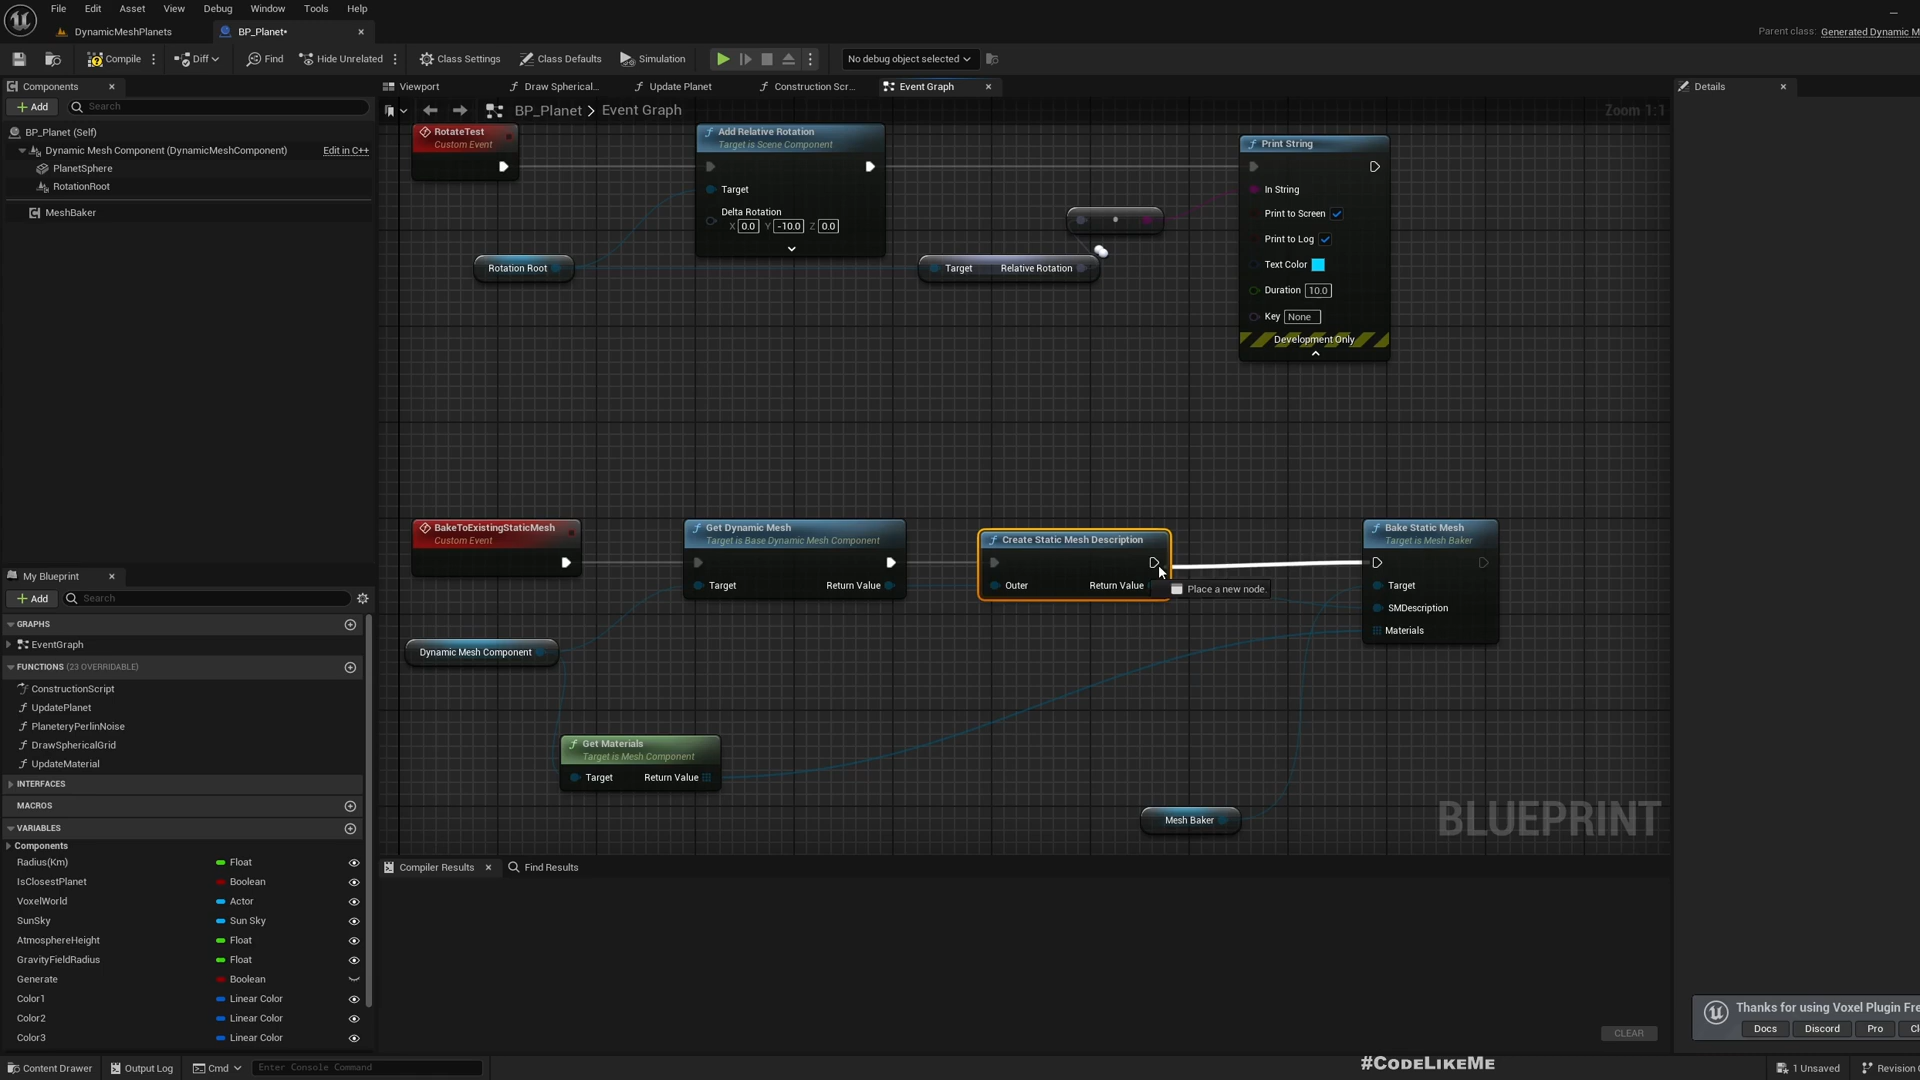 File Edit Asset View Debug Window Tools Help
DynamicMeshPlanets BP_Planet•
Parent class: Generated Dynamic M
Compile Diff Find Hide Unrelated Class Settings Class Defaults Simulation No debug object selected
Components
Viewport Draw Spherical... Update Planet Construction Scr... Event Graph
Details
Add Search
BP_Planet > Event Graph
Zoom 1:1
BP_Planet (Self)
Dynamic Mesh Component (DynamicMeshComponent) Edit in C++
PlanetSphere
RotationRoot
MeshBaker
RotateTest
Custom Event
Add Relative Rotation
Target is Scene Component
Target
Delta Rotation
X 0.0 Y -10.0 Z 0.0
Rotation Root
Target Relative Rotation
Print String
In String
Print to Screen
Print to Log
Text Color
Duration 10.0
Key None
Development Only
BakeToExistingStaticMesh
Custom Event
Get Dynamic Mesh
Target is Base Dynamic Mesh Component
Target Return Value
Create Static Mesh Description
Outer Return Value
Place a new node.
Bake Static Mesh
Target is Mesh Baker
Target
SMDescription
Materials
Dynamic Mesh Component
Get Materials
Target is Mesh Component
Target Return Value
Mesh Baker
BLUEPRINT
My Blueprint
Add Search
GRAPHS
EventGraph
FUNCTIONS (23 OVERRIDABLE)
ConstructionScript
UpdatePlanet
PlaneteryPerlinNoise
DrawSphericalGrid
UpdateMaterial
INTERFACES
MACROS
VARIABLES
Components
Radius(Km) Float
IsClosestPlanet Boolean
VoxelWorld Actor
SunSky Sun Sky
AtmosphereHeight Float
GravityFieldRadius Float
Generate Boolean
Color1 Linear Color
Color2 Linear Color
Color3 Linear Color
Compiler Results Find Results
CLEAR
Thanks for using Voxel Plugin Fre
Docs Discord Pro Cl
#CodeLikeMe
Content Drawer Output Log Cmd Enter Console Command
1 Unsaved Revision C